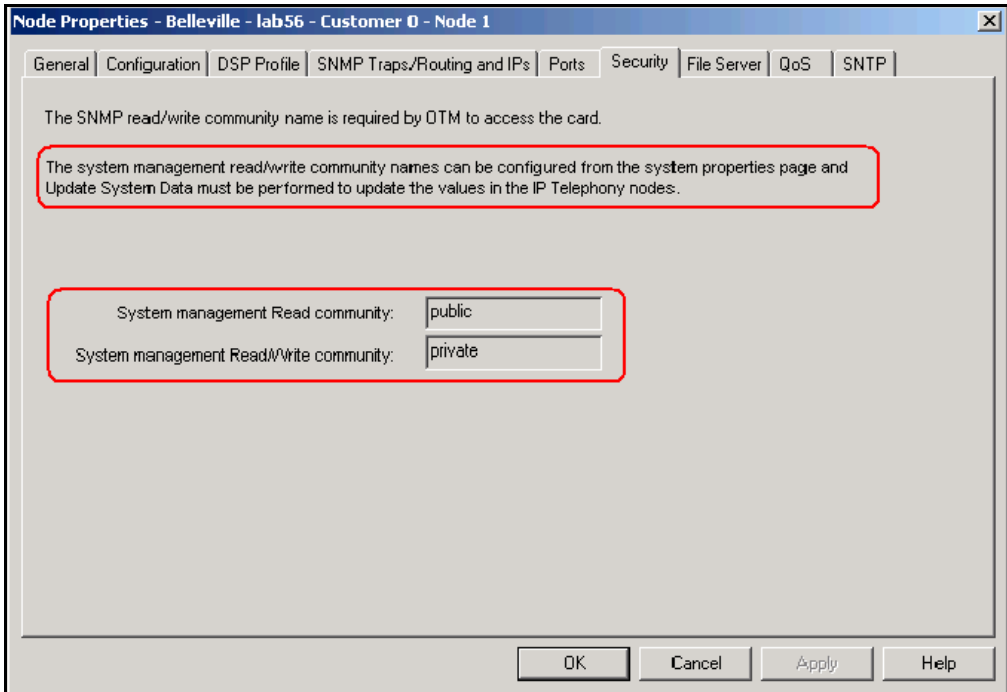 Node Properties - Belleville - lab56 - Customer 0 - Node 1
General Configuration DSP Profile SNMP Traps/Routing and IPs Ports Security File Server QoS SNTP
The SNMP read/write community name is required by OTM to access the card.
The system management read/write community names can be configured from the system properties page and
Update System Data must be performed to update the values in the IP Telephony nodes.
System management Read community: public
System management Read/Write community: private
OK Cancel Apply Help